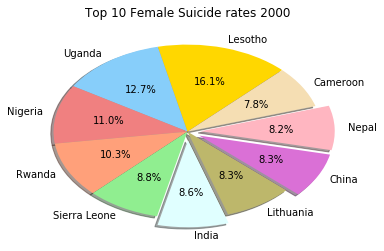 Top 10 Female Suicide rates 2000
Lesotho
16.1%
Uganda
12.7%
Nigeria
11.0%
Rwanda
10.3%
Sierra Leone
8.8%
India
8.6%
Lithuania
8.3%
China
8.3%
Nepal
8.2%
Cameroon
7.8%